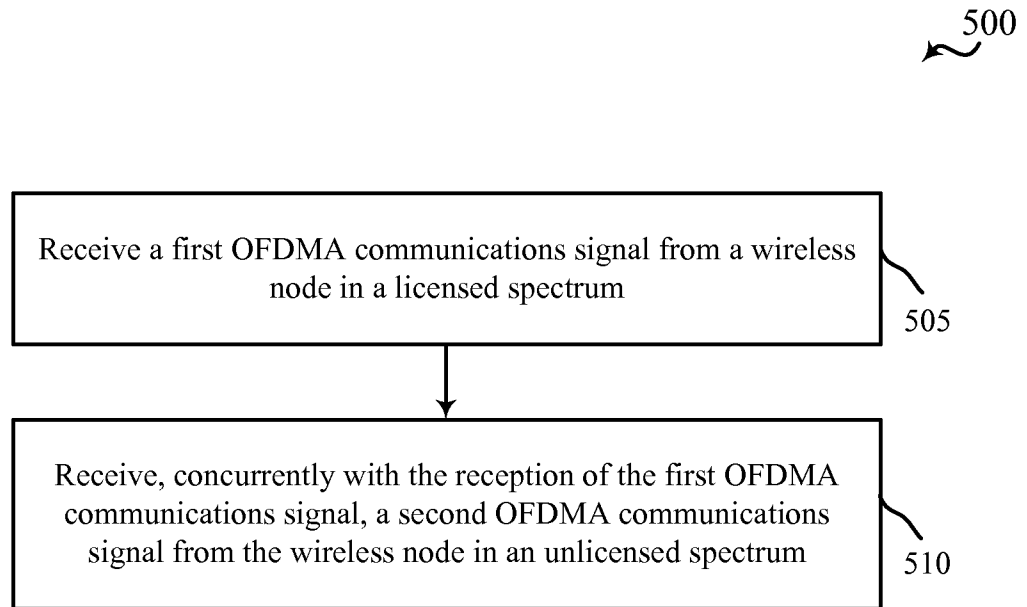 500
Receive a first OFDMA communications signal from a wireless
node in a licensed spectrum
505
Receive, concurrently with the reception of the first OFDMA
communications signal, a second OFDMA communications
signal from the wireless node in an unlicensed spectrum
510